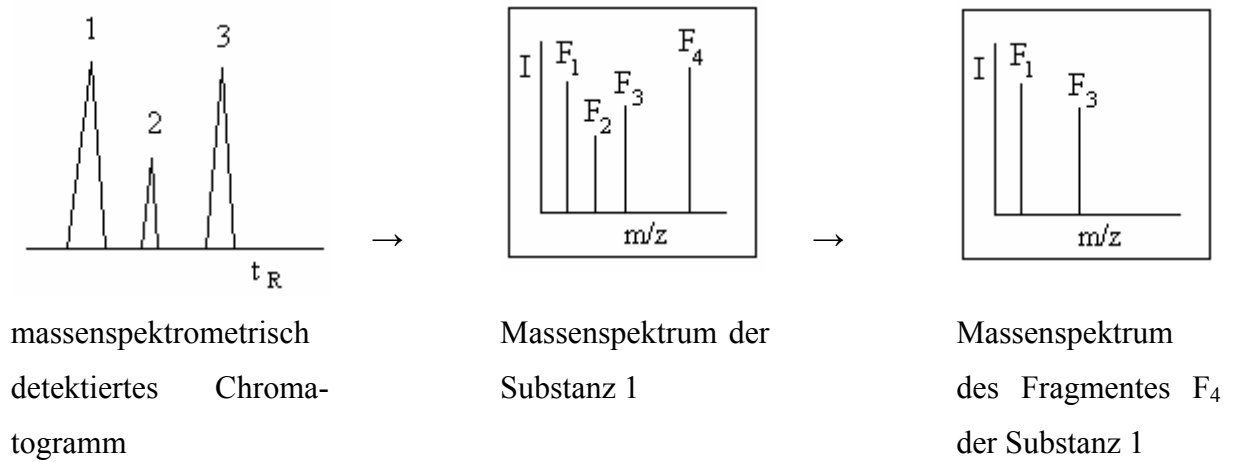 1
2
3
t R
→
I
F1
F2
F3
F4
m/z
→
I
F1
F3
m/z
massenspektrometrisch
detektiertes Chroma-
togramm
Massenspektrum der
Substanz 1
Massenspektrum
des Fragmentes F4
der Substanz 1